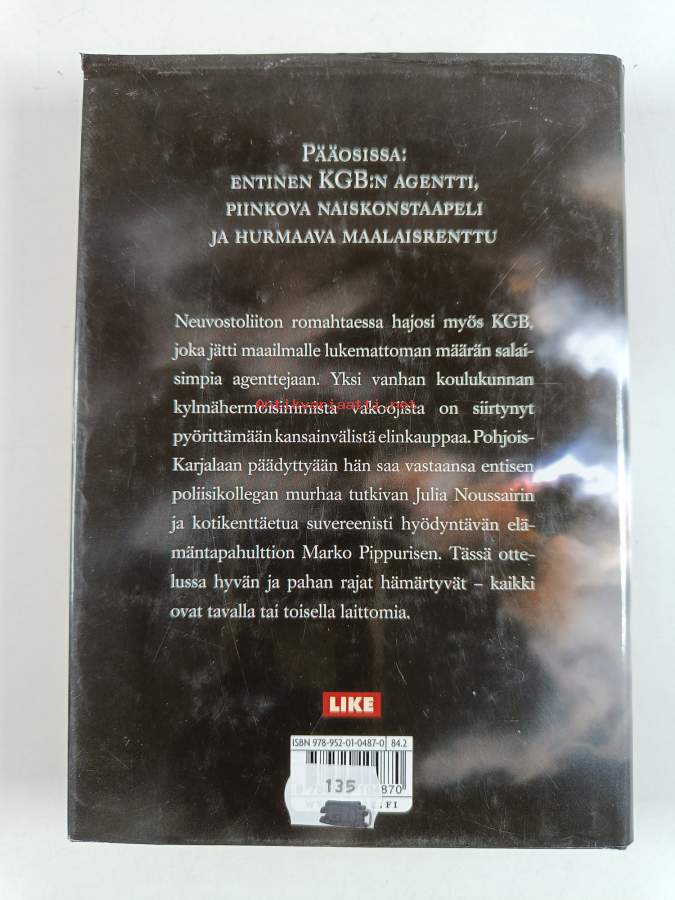 PÄÄOSISSA:
ENTINEN KGB:N AGENTTI,
PIINKOVA NAISKONSTAAPELI
JA HURMAAVA MAALAISRENTTU
Neuvostoliiton romahtaessa hajosi myös KGB,
joka jätti maailmalle lukemattoman määrän salai-
simpia agenttejaan. Yksi vanhan koulukunnan
kylmähermoisimmista vakoojista on siirtynyt
Antikvariaatti.net
pyörittämään kansainvälistä elinkauppaa. Pohjois-
Karjalaan päädyttyään hän saa vastaansa entisen
poliisikollegan murhaa tutkivan Julia Noussairin
ja kotikenttäetua suvereenisti hyödyntävän elä-
mäntapahulttion Marko Pippurisen. Tässä otte-
lussa hyvän ja pahan rajat hämärtyvät – kaikki
ovat tavalla tai toisella laittomia.
LIKE
ISBN 978-952-01-0487-0 84.2
135